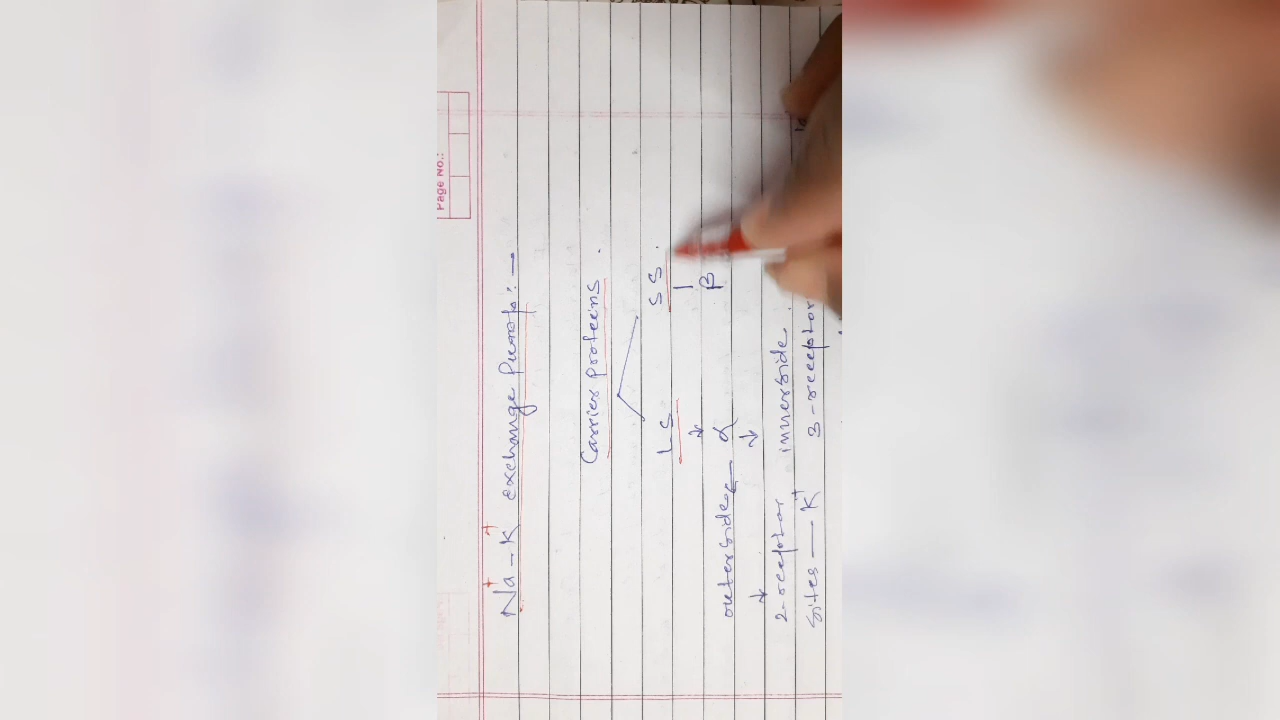 Page No.:
Na⁺ – K⁺ exchange Pump : –
Carrier proteins .
LS SS .
outerside α β
2-receptor innerside .
sites — K⁺ 3-receptor